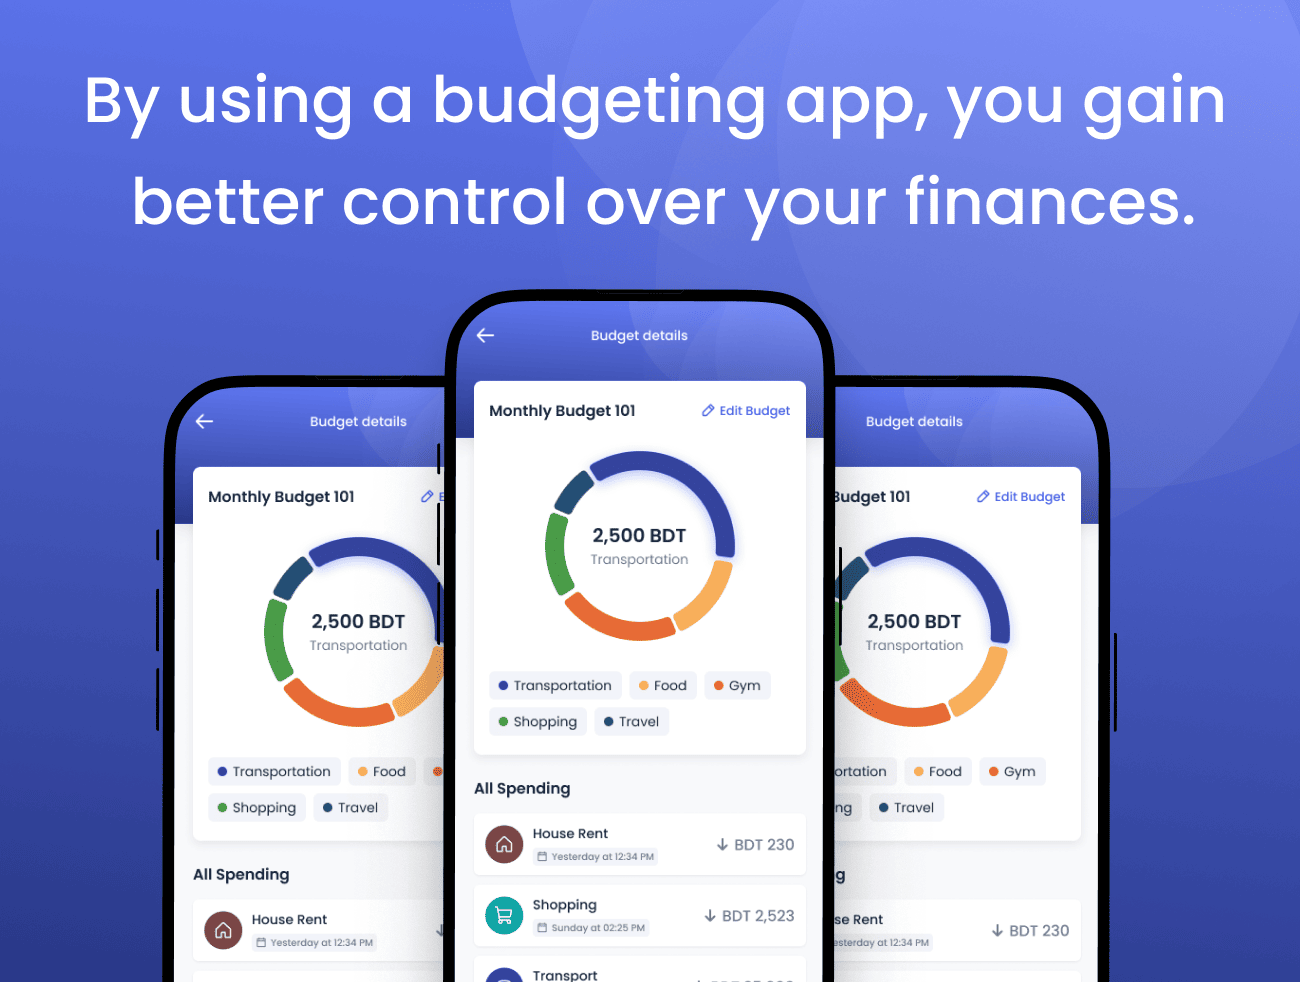 By using a budgeting app, you gain
better control over your finances.
Budget details
Monthly Budget 101
Edit Budget
2,500 BDT
Transportation
Transportation
Food
Gym
Shopping
Travel
All Spending
House Rent
Yesterday at 12:34 PM
BDT 230
Shopping
Sunday at 02:25 PM
BDT 2,523
Transport
Budget details
Monthly Budget 101
2,500 BDT
Transportation
Transportation
Food
Shopping
Travel
All Spending
House Rent
Yesterday at 12:34 PM
Budget details
Budget 101
Edit Budget
2,500 BDT
Transportation
Food
Gym
Travel
Rent
at 12:34 PM
BDT 230